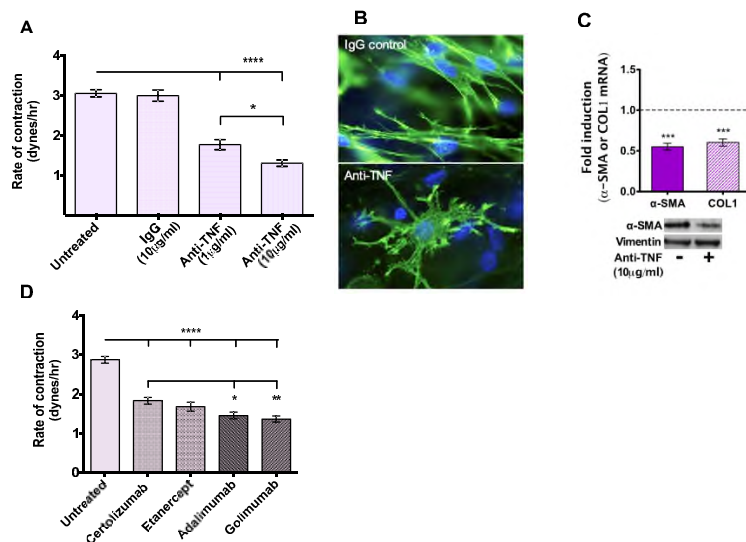 A
Rate of contraction
(dynes/hr)
4
3
2
1
****
*
Untreated
IgG
(10µg/ml)
Anti-TNF
(1µg/ml)
Anti-TNF
(10µg/ml)
B
IgG control
Anti-TNF
C
Fold induction
(α-SMA or COL1 mRNA)
1.5
1.0
0.5
0.0
***
***
α-SMA
COL1
α-SMA
Vimentin
Anti-TNF
(10µg/ml)
-
+
D
Rate of contraction
(dynes/hr)
4
3
2
1
0
****
*
**
Untreated
Certolizumab
Etanercept
Adalimumab
Golimumab